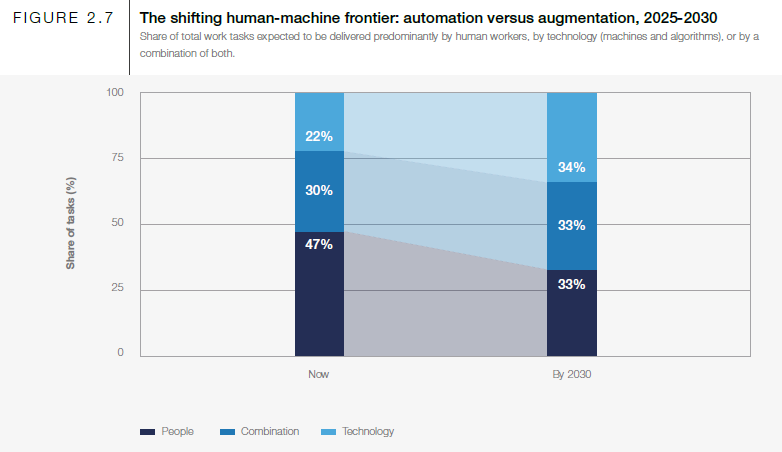 FIGURE 2.7
The shifting human-machine frontier: automation versus augmentation, 2025-2030
Share of total work tasks expected to be delivered predominantly by human workers, by technology (machines and algorithms), or by a
combination of both.
100
75
50
25
0
Share of tasks (%)
22%
30%
47%
34%
33%
33%
Now
By 2030
People
Combination
Technology